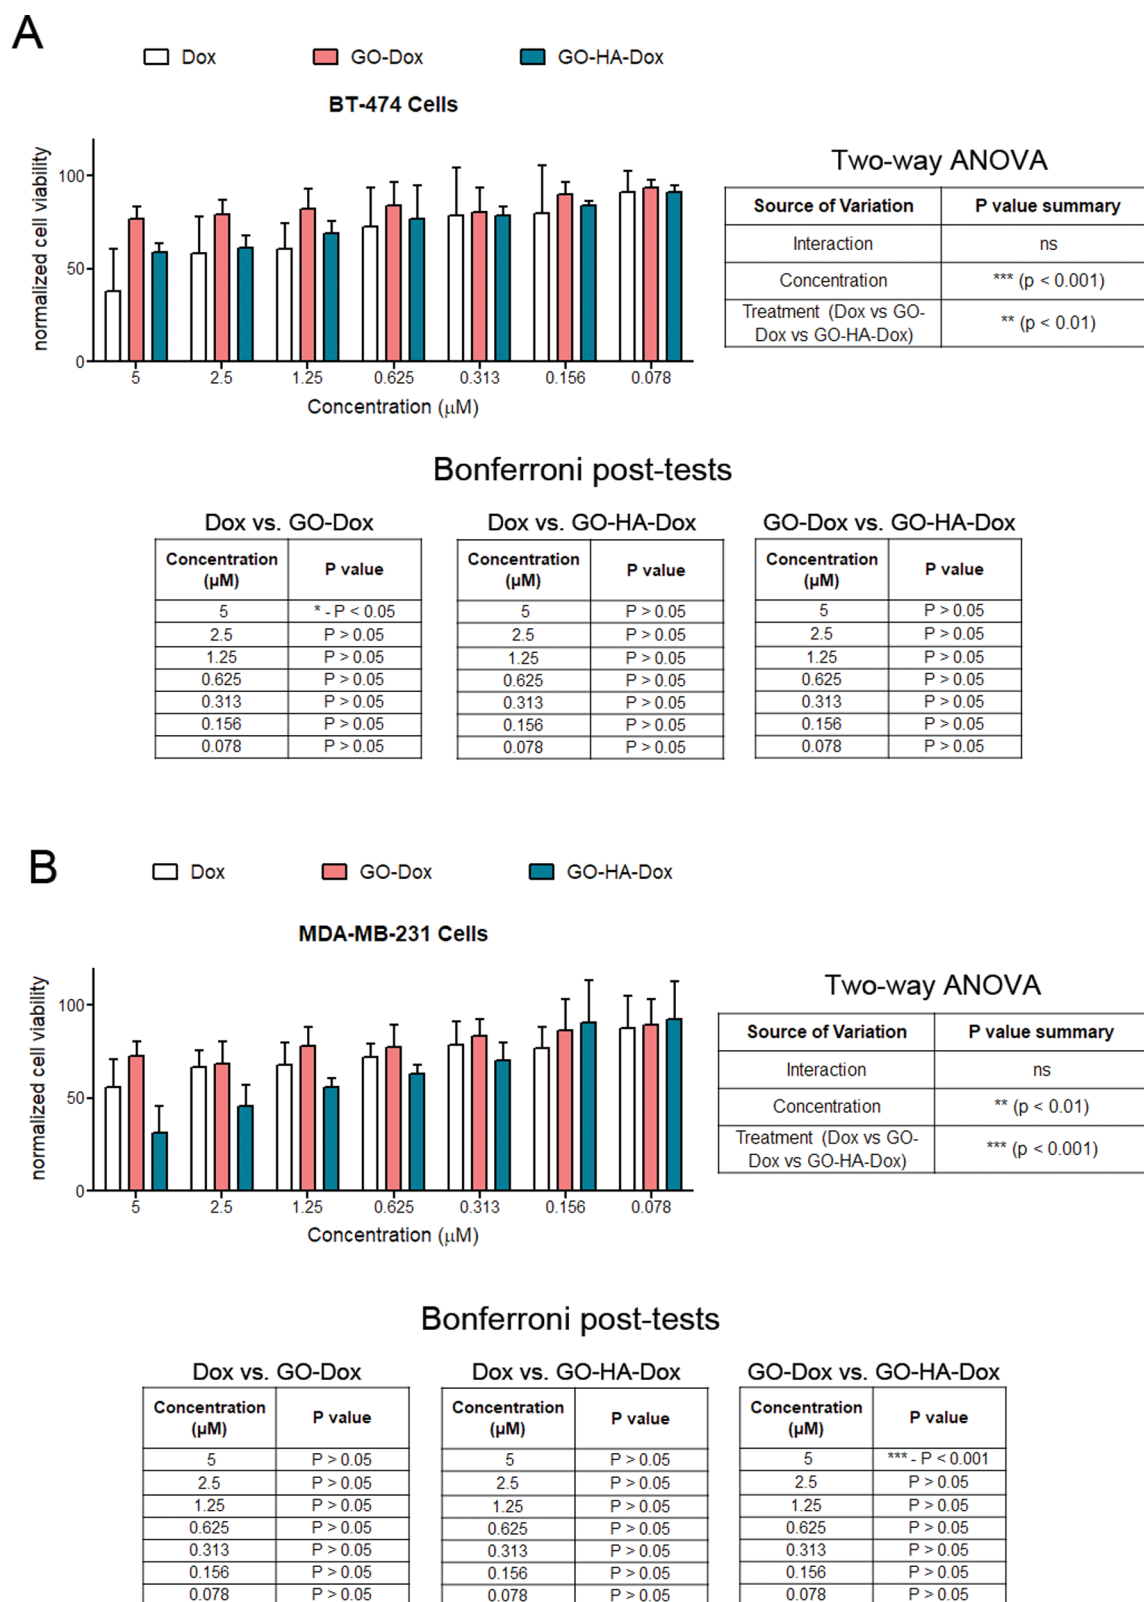 A
Dox GO-Dox GO-HA-Dox
BT-474 Cells
normalized cell viability
100
50
0
5 2.5 1.25 0.625 0.313 0.156 0.078
Concentration (μM)
Two-way ANOVA
Source of Variation P value summary
Interaction ns
Concentration *** (p < 0.001)
Treatment (Dox vs GO-
Dox vs GO-HA-Dox) ** (p < 0.01)
Bonferroni post-tests
Dox vs. GO-Dox
Concentration
(µM) P value
5 * - P < 0.05
2.5 P > 0.05
1.25 P > 0.05
0.625 P > 0.05
0.313 P > 0.05
0.156 P > 0.05
0.078 P > 0.05
Dox vs. GO-HA-Dox
Concentration
(µM) P value
5 P > 0.05
2.5 P > 0.05
1.25 P > 0.05
0.625 P > 0.05
0.313 P > 0.05
0.156 P > 0.05
0.078 P > 0.05
GO-Dox vs. GO-HA-Dox
Concentration
(µM) P value
5 P > 0.05
2.5 P > 0.05
1.25 P > 0.05
0.625 P > 0.05
0.313 P > 0.05
0.156 P > 0.05
0.078 P > 0.05
B
Dox GO-Dox GO-HA-Dox
MDA-MB-231 Cells
normalized cell viability
100
50
0
5 2.5 1.25 0.625 0.313 0.156 0.078
Concentration (μM)
Two-way ANOVA
Source of Variation P value summary
Interaction ns
Concentration ** (p < 0.01)
Treatment (Dox vs GO-
Dox vs GO-HA-Dox) *** (p < 0.001)
Bonferroni post-tests
Dox vs. GO-Dox
Concentration
(µM) P value
5 P > 0.05
2.5 P > 0.05
1.25 P > 0.05
0.625 P > 0.05
0.313 P > 0.05
0.156 P > 0.05
0.078 P > 0.05
Dox vs. GO-HA-Dox
Concentration
(µM) P value
5 P > 0.05
2.5 P > 0.05
1.25 P > 0.05
0.625 P > 0.05
0.313 P > 0.05
0.156 P > 0.05
0.078 P > 0.05
GO-Dox vs. GO-HA-Dox
Concentration
(µM) P value
5 *** - P < 0.001
2.5 P > 0.05
1.25 P > 0.05
0.625 P > 0.05
0.313 P > 0.05
0.156 P > 0.05
0.078 P > 0.05